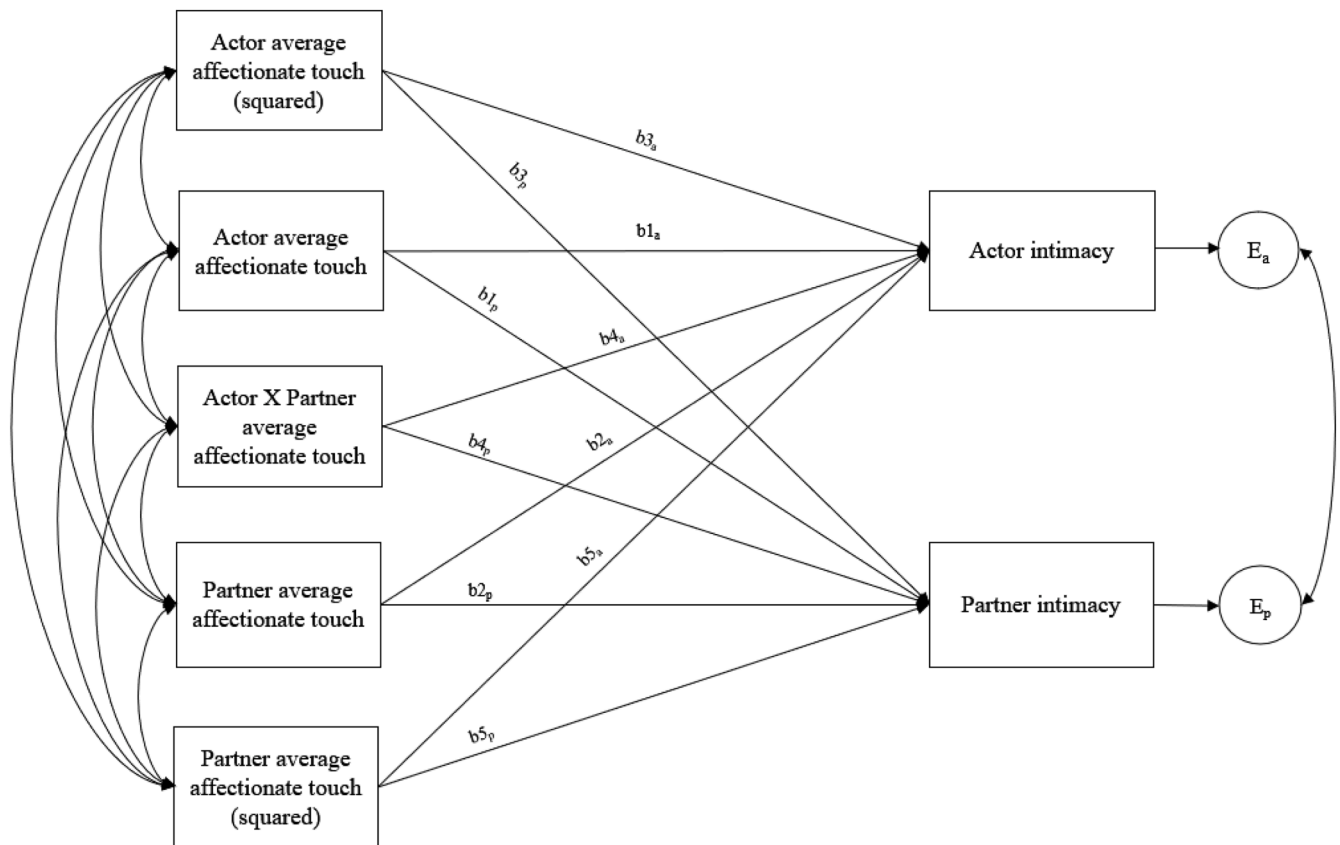 Actor average
affectionate touch
(squared)
b3ₐ
b3ₚ
Actor average
affectionate touch
b1ₐ
Actor intimacy
Eₐ
b1ₚ
b4ₐ
Actor X Partner
average
affectionate touch
b2ₐ
b4ₚ
b5ₐ
Partner average
affectionate touch
b2ₚ
Partner intimacy
Eₚ
b5ₚ
Partner average
affectionate touch
(squared)